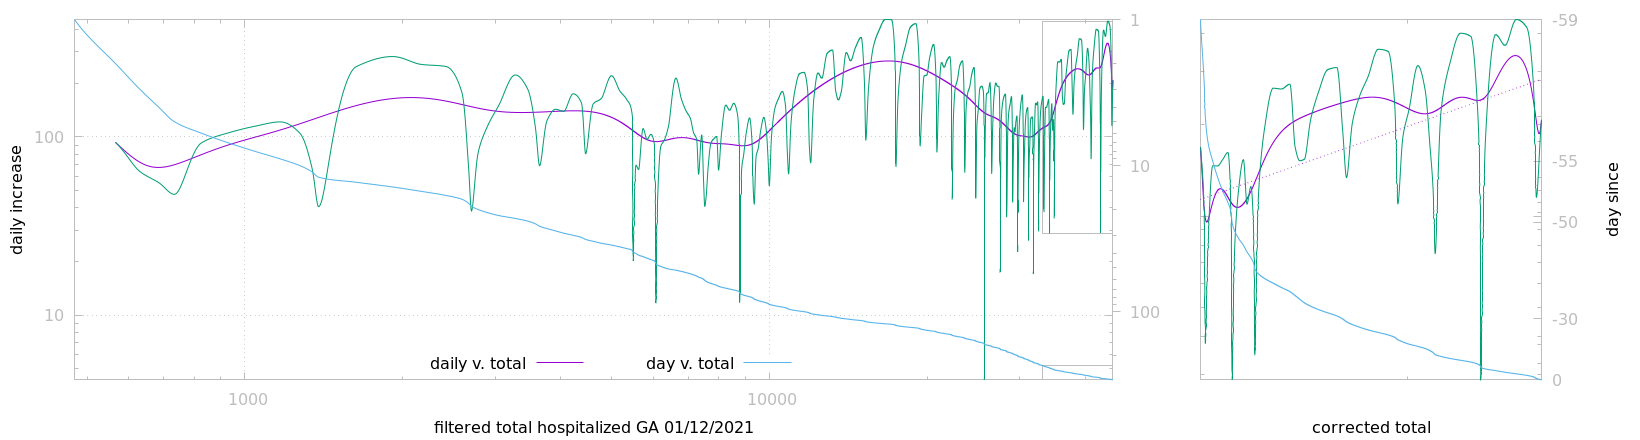 daily increase
100
10
1000
10000
daily v. total
day v. total
filtered total hospitalized GA 01/12/2021
1
10
100
-59
-55
-50
-30
0
day since
corrected total